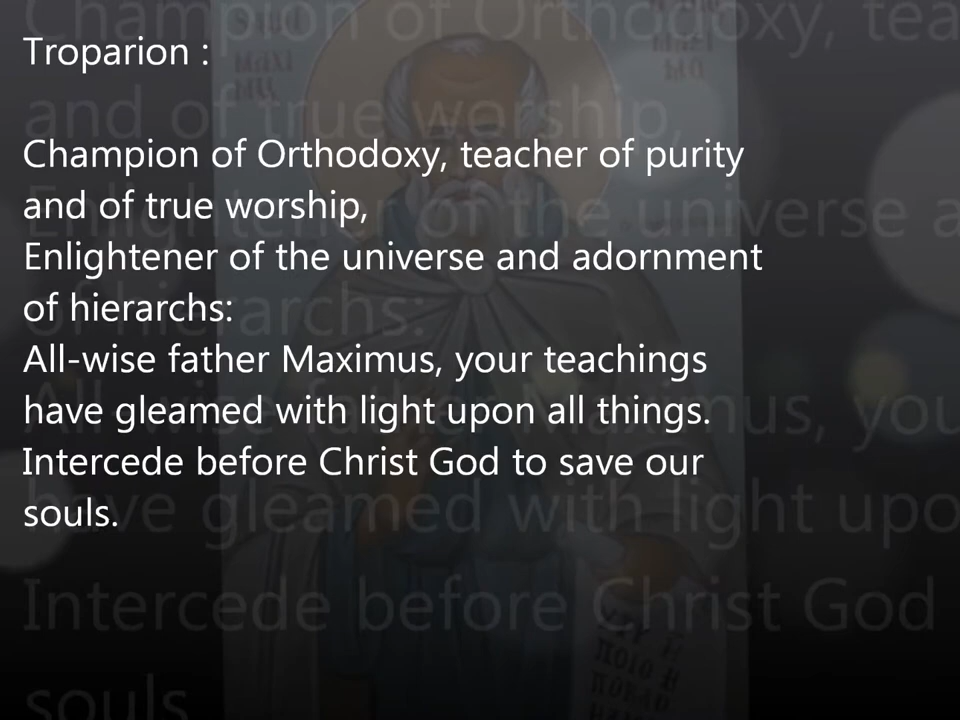 Troparion :
Champion of Orthodoxy, teacher of purity
and of true worship,
Enlightener of the universe and adornment
of hierarchs:
All-wise father Maximus, your teachings
have gleamed with light upon all things.
Intercede before Christ God to save our
souls.